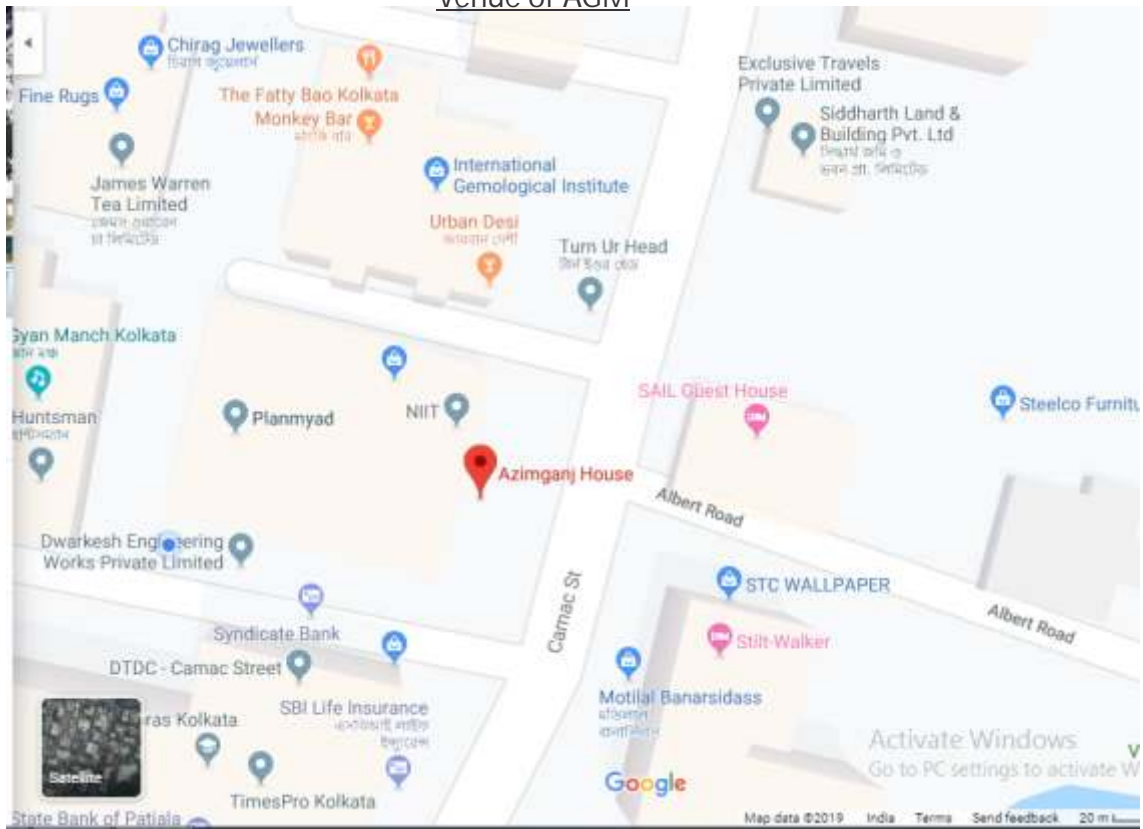 Venue of AGM
Chirag Jewellers
Fine Rugs
The Fatty Bao Kolkata
Monkey Bar
Exclusive Travels
Private Limited
Siddharth Land &
Building Pvt. Ltd
James Warren
Tea Limited
International
Gemological Institute
Urban Desi
Turn Ur Head
Gyan Manch Kolkata
Huntsman
Planmyad
NIIT
SAIL Guest House
Steelco Furnitu
Azimganj House
Albert Road
Dwarkesh Engineering
Works Private Limited
Camac St
STC WALLPAPER
Albert Road
Syndicate Bank
Stilt-Walker
DTDC - Camac Street
Motilal Banarsidass
ras Kolkata
SBI Life Insurance
Satellite
TimesPro Kolkata
State Bank of Patiala
Google
Activate Windows
Go to PC settings to activate W
Map data ©2019 India Terms Send feedback 20 m